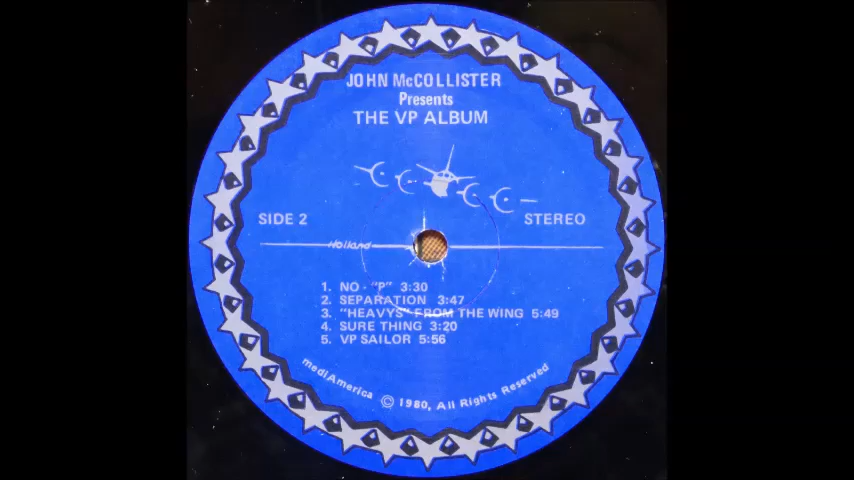 JOHN McCOLLISTER
Presents
THE VP ALBUM
SIDE 2
STEREO
Holland
1. NO - "P" 3:30
2. SEPARATION 3:47
3. "HEAVYS" FROM THE WING 5:49
4. SURE THING 3:20
5. VP SAILOR 5:56
mediAmerica © 1980, All Rights Reserved